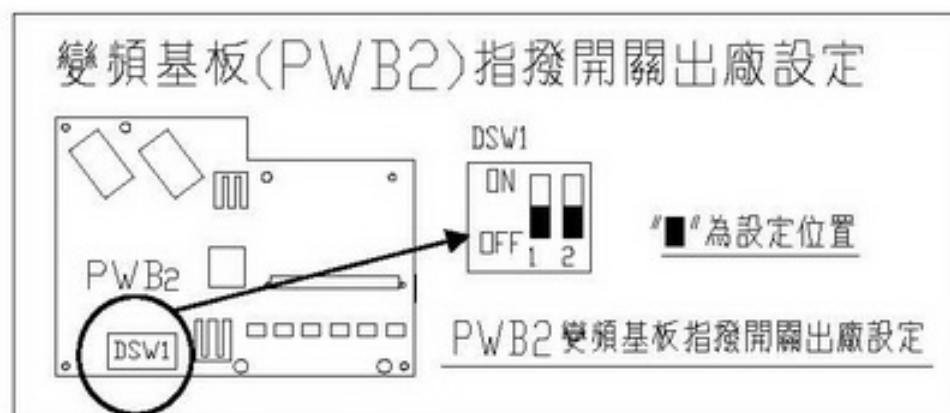 變頻基板(PWB2)指撥開關出廠設定
DSW1
ON
OFF
1 2
"■"為設定位置
PWB2
DSW1
PWB2變頻基板指撥開關出廠設定